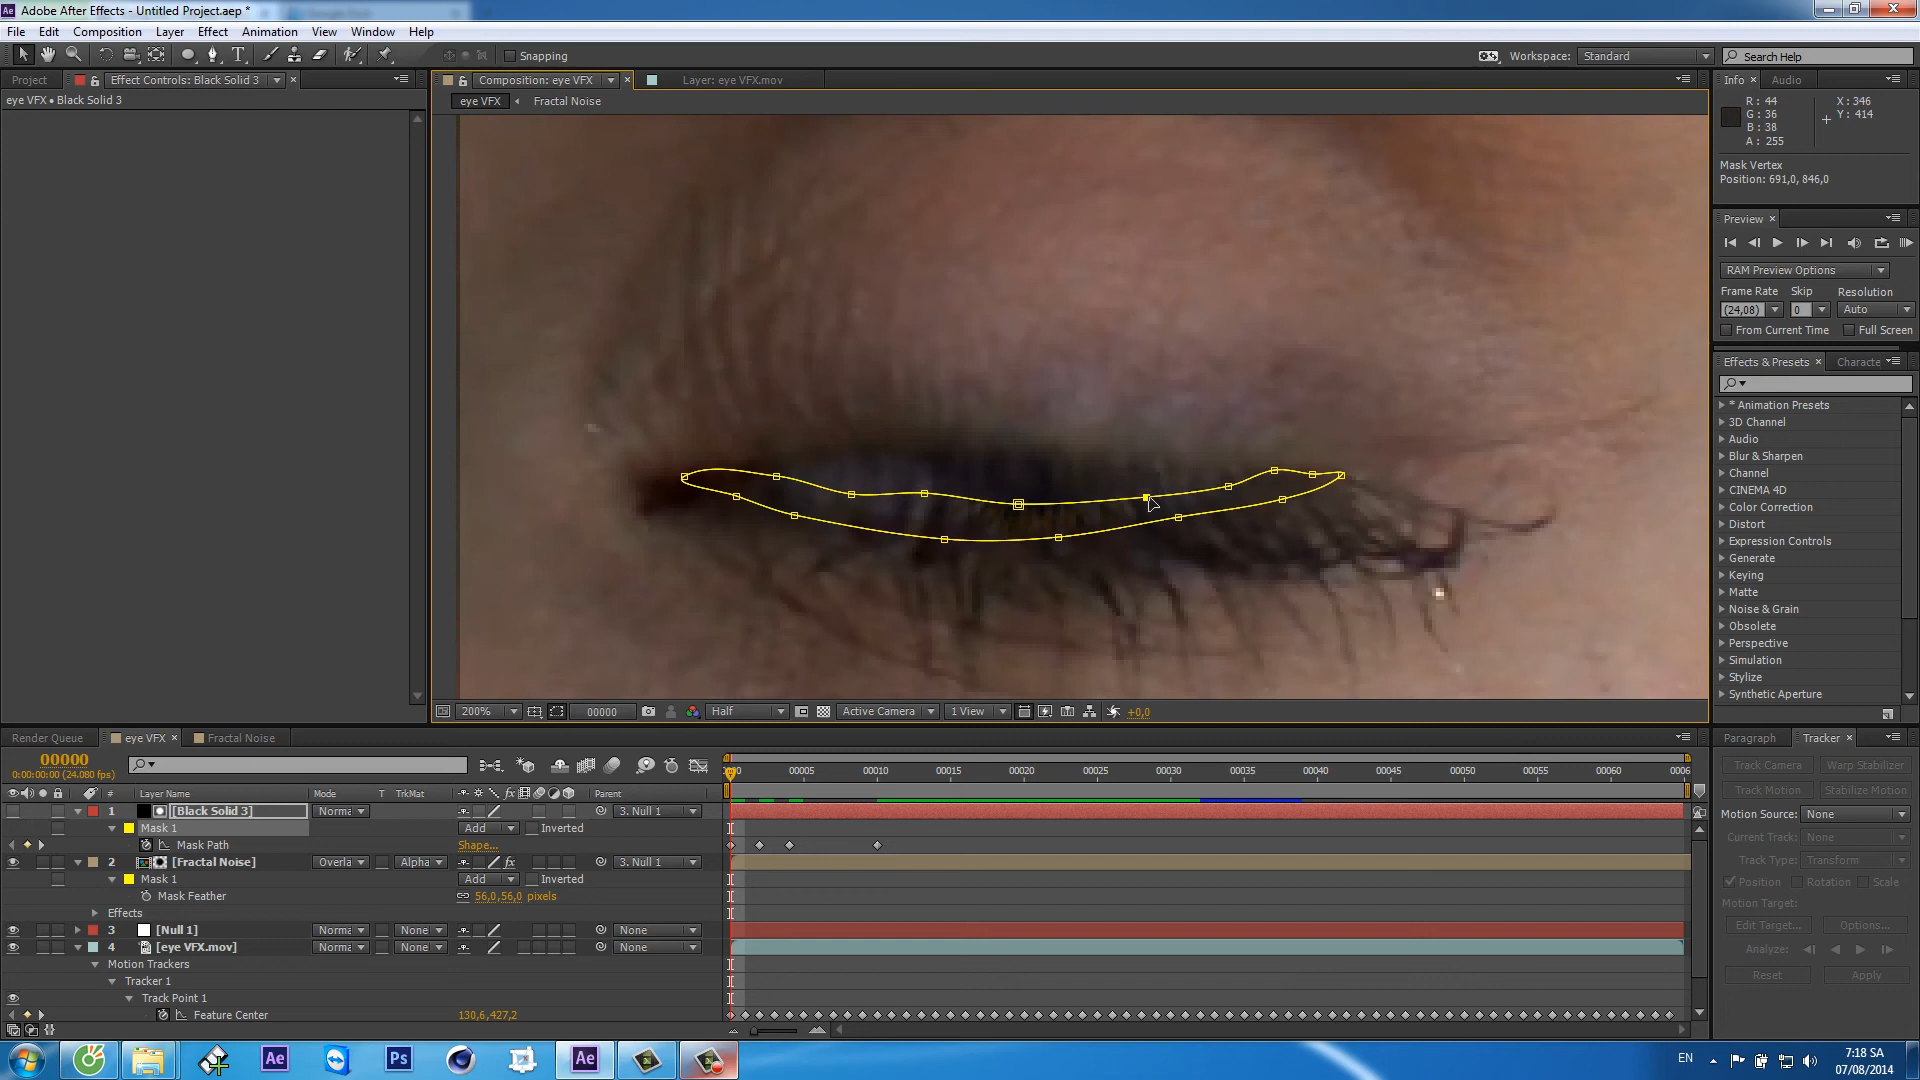 Adobe After Effects - Untitled Project.aep *
File Edit Composition Layer Effect Animation View Window Help
Snapping
Workspace: Standard
Search Help
Project
Effect Controls: Black Solid 3
Composition: eye VFX
Layer: eye VFX.mov
Info
Audio
eye VFX • Black Solid 3
eye VFX
Fractal Noise
R : 44
G : 36
B : 38
A : 255
X : 346
Y : 414
Mask Vertex
Position: 691,0, 846,0
Preview
RAM Preview Options
Frame Rate Skip Resolution
(24,08) 0 Auto
From Current Time Full Screen
Effects & Presets
Characte
* Animation Presets
3D Channel
Audio
Blur & Sharpen
Channel
CINEMA 4D
Color Correction
Distort
Expression Controls
Generate
Keying
Matte
Noise & Grain
Obsolete
Perspective
Simulation
Stylize
Synthetic Aperture
200% 00000 Half Active Camera 1 View +0,0
Render Queue
eye VFX
Fractal Noise
Paragraph
Tracker
00000
0:00:00:00 (24.080 fps)
00005 00010 00015 00020 00025 00030 00035 00040 00045 00050 00055 00060 0006
Track Camera Warp Stabilizer
Track Motion Stabilize Motion
# Layer Name Mode T TrkMat Parent
1 [Black Solid 3] Norma 3. Null 1
Motion Source: None
Mask 1 Add Inverted
Current Track: None
Mask Path Shape...
Track Type: Transform
2 [Fractal Noise] Overla Alpha 3. Null 1
Mask 1 Add Inverted
Position Rotation Scale
Mask Feather 56,0,56,0 pixels
Motion Target:
Effects
Edit Target... Options...
3 [Null 1] Norma None None
4 [eye VFX.mov] Norma None None
Analyze:
Motion Trackers
Reset Apply
Tracker 1
Track Point 1
Feature Center 130,6,427,2
Ae
Ps
Ae
EN
7:18 SA
07/08/2014